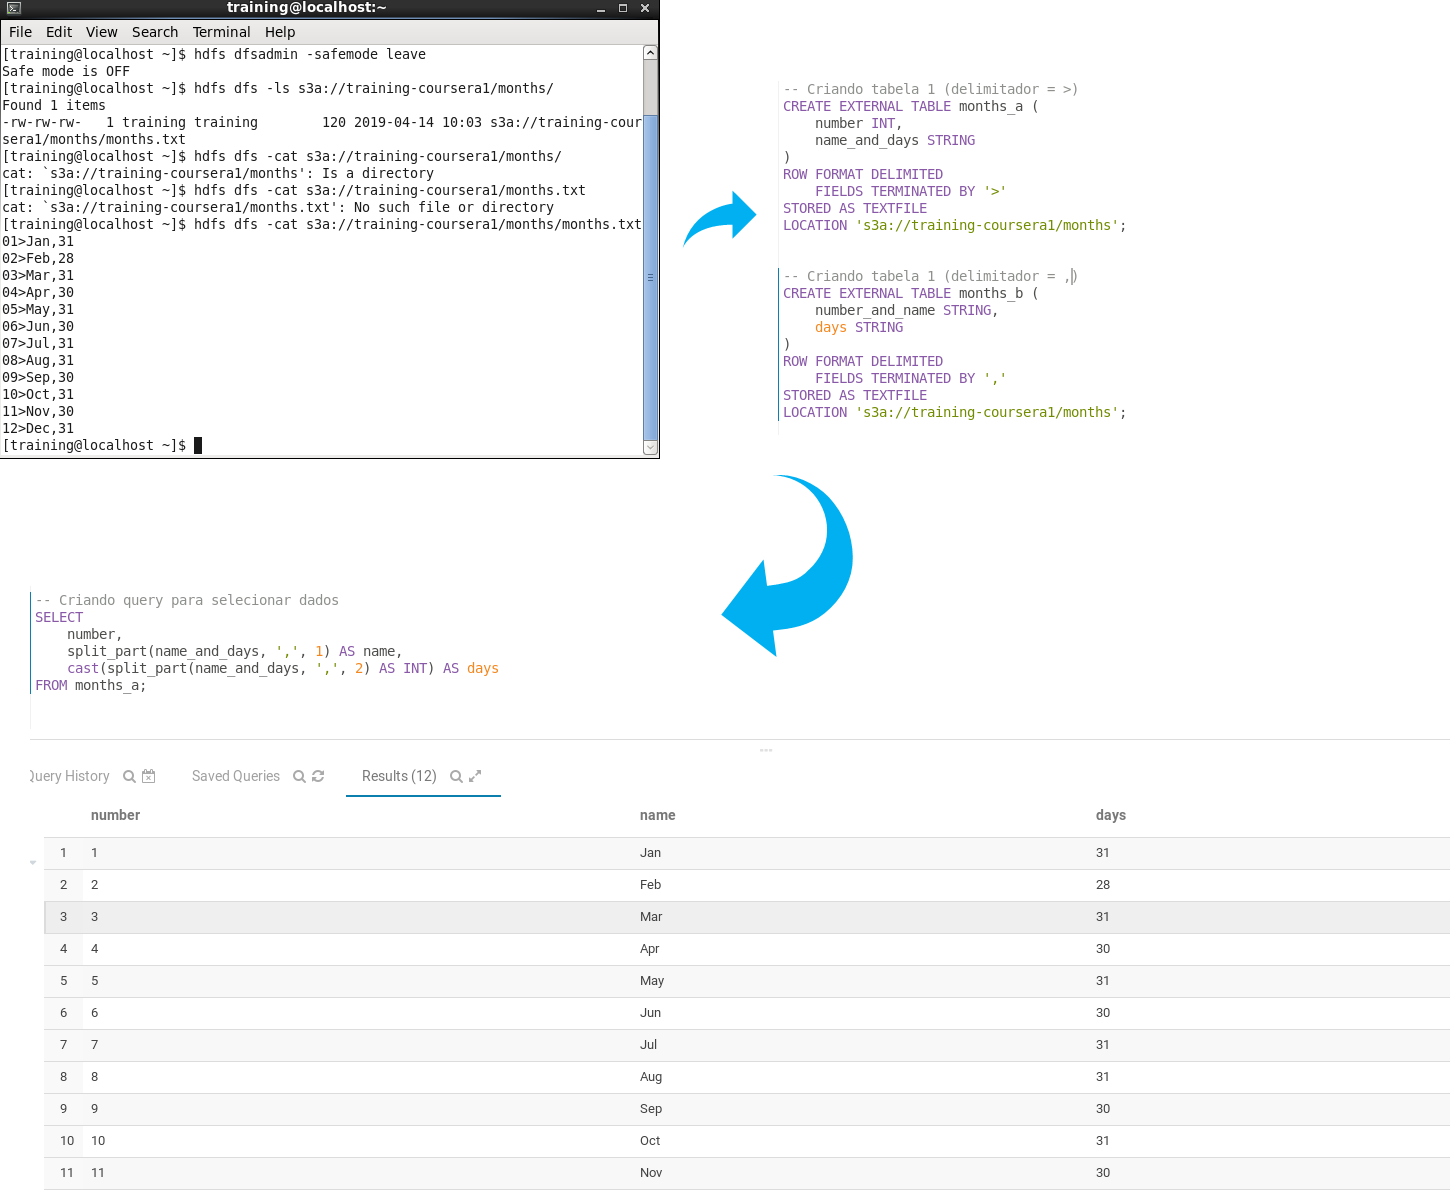 training@localhost:~
File Edit View Search Terminal Help
[training@localhost ~]$ hdfs dfsadmin -safemode leave
Safe mode is OFF
[training@localhost ~]$ hdfs dfs -ls s3a://training-coursera1/months/
Found 1 items
-rw-rw-rw-   1 training training        120 2019-04-14 10:03 s3a://training-cour
sera1/months/months.txt
[training@localhost ~]$ hdfs dfs -cat s3a://training-coursera1/months/
cat: `s3a://training-coursera1/months': Is a directory
[training@localhost ~]$ hdfs dfs -cat s3a://training-coursera1/months.txt
cat: `s3a://training-coursera1/months.txt': No such file or directory
[training@localhost ~]$ hdfs dfs -cat s3a://training-coursera1/months/months.txt
01>Jan,31
02>Feb,28
03>Mar,31
04>Apr,30
05>May,31
06>Jun,30
07>Jul,31
08>Aug,31
09>Sep,30
10>Oct,31
11>Nov,30
12>Dec,31
[training@localhost ~]$
-- Criando tabela 1 (delimitador = >)
CREATE EXTERNAL TABLE months_a (
    number INT,
    name_and_days STRING
)
ROW FORMAT DELIMITED
    FIELDS TERMINATED BY '>'
STORED AS TEXTFILE
LOCATION 's3a://training-coursera1/months';
-- Criando tabela 1 (delimitador = ,)
CREATE EXTERNAL TABLE months_b (
    number_and_name STRING,
    days STRING
)
ROW FORMAT DELIMITED
    FIELDS TERMINATED BY ','
STORED AS TEXTFILE
LOCATION 's3a://training-coursera1/months';
-- Criando query para selecionar dados
SELECT
    number,
    split_part(name_and_days, ',', 1) AS name,
    cast(split_part(name_and_days, ',', 2) AS INT) AS days
FROM months_a;
Query History Saved Queries Results (12)
number name days
1 1 Jan 31
2 2 Feb 28
3 3 Mar 31
4 4 Apr 30
5 5 May 31
6 6 Jun 30
7 7 Jul 31
8 8 Aug 31
9 9 Sep 30
10 10 Oct 31
11 11 Nov 30